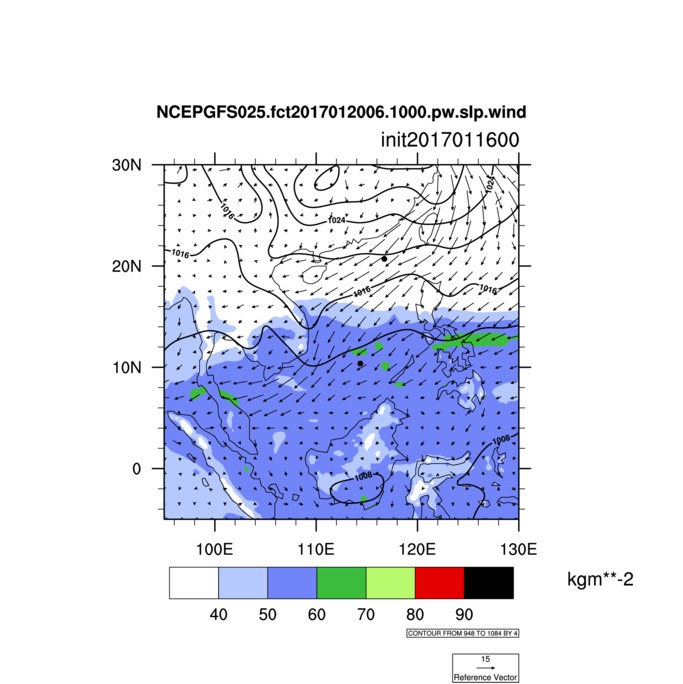 NCEPGFS025.fct2017012006.1000.pw.slp.wind
init2017011600
30N
1024
1016
1024
1016
20N
1016
1016
10N
1008
0
1008
100E 110E 120E 130E
kgm**-2
40 50 60 70 80 90
CONTOUR FROM 948 TO 1084 BY 4
15
Reference Vector